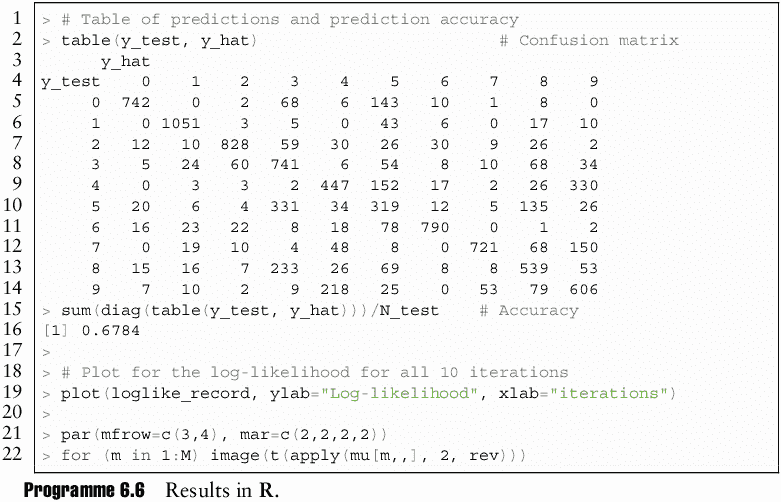 1 > # Table of predictions and prediction accuracy
2 > table(y_test, y_hat) # Confusion matrix
3 y_hat
4 y_test 0 1 2 3 4 5 6 7 8 9
5 0 742 0 2 68 6 143 10 1 8 0
6 1 0 1051 3 5 0 43 6 0 17 10
7 2 12 10 828 59 30 26 30 9 26 2
8 3 5 24 60 741 6 54 8 10 68 34
9 4 0 3 3 2 447 152 17 2 26 330
10 5 20 6 4 331 34 319 12 5 135 26
11 6 16 23 22 8 18 78 790 0 1 2
12 7 0 19 10 4 48 8 0 721 68 150
13 8 15 16 7 233 26 69 8 8 539 53
14 9 7 10 2 9 218 25 0 53 79 606
15 > sum(diag(table(y_test, y_hat)))/N_test # Accuracy
16 [1] 0.6784
17 >
18 > # Plot for the log-likelihood for all 10 iterations
19 > plot(loglike_record, ylab="Log-likelihood", xlab="iterations")
20 >
21 > par(mfrow=c(3,4), mar=c(2,2,2,2))
22 > for (m in 1:M) image(t(apply(mu[m,,], 2, rev)))
Programme 6.6 Results in R.